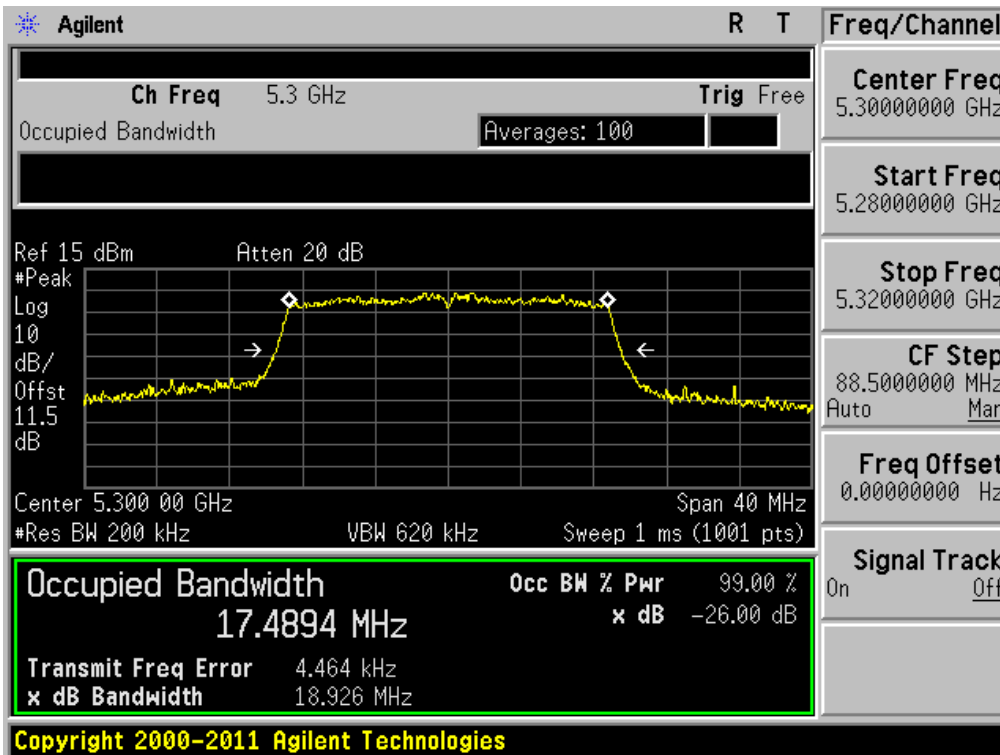 Agilent
R T
Freq/Channel
Ch Freq 5.3 GHz
Trig Free
Occupied Bandwidth
Averages: 100
Center Freq
5.30000000 GHz
Start Freq
5.28000000 GHz
Stop Freq
5.32000000 GHz
CF Step
88.5000000 MHz
Auto Man
Freq Offset
0.00000000 Hz
Signal Track
On Off
Ref 15 dBm
Atten 20 dB
#Peak
Log
10
dB/
Offst
11.5
dB
Center 5.300 00 GHz
Span 40 MHz
#Res BW 200 kHz
VBW 620 kHz
Sweep 1 ms (1001 pts)
Occupied Bandwidth
17.4894 MHz
Occ BW % Pwr 99.00 %
x dB -26.00 dB
Transmit Freq Error 4.464 kHz
x dB Bandwidth 18.926 MHz
Copyright 2000-2011 Agilent Technologies